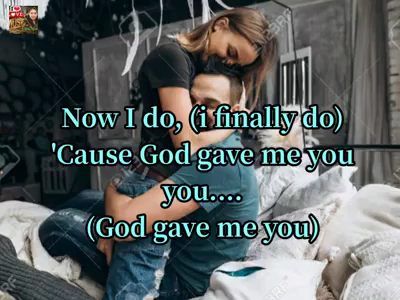 Now I do, (i finally do)
'Cause God gave me you
you....
(God gave me you)